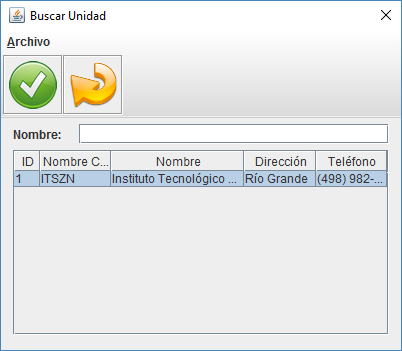 Buscar Unidad
Archivo
Nombre:
ID Nombre C... Nombre Dirección Teléfono
1 ITSZN Instituto Tecnológico ... Río Grande (498) 982-...